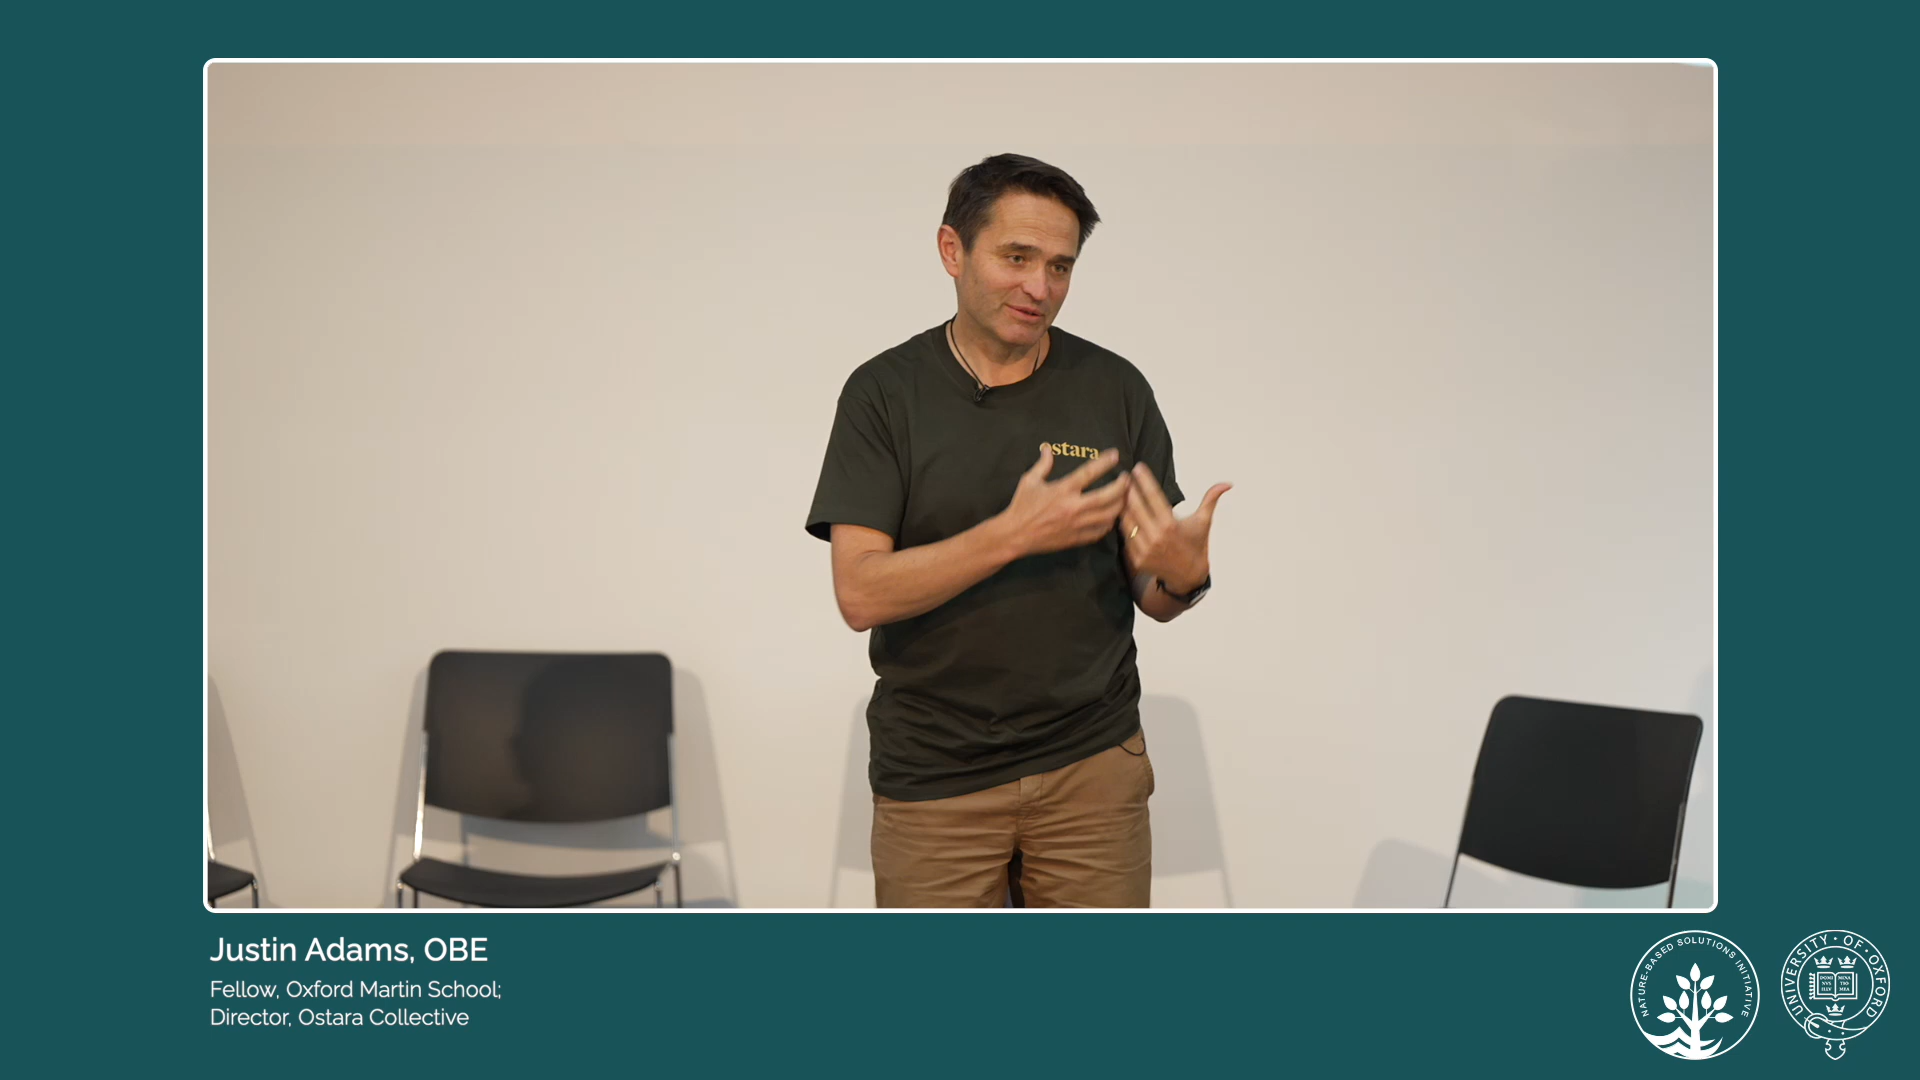 ostara
Justin Adams, OBE
Fellow, Oxford Martin School;
Director, Ostara Collective
NATURE-BASED SOLUTIONS INITIATIVE
UNIVERSITY · OF · OXFORD